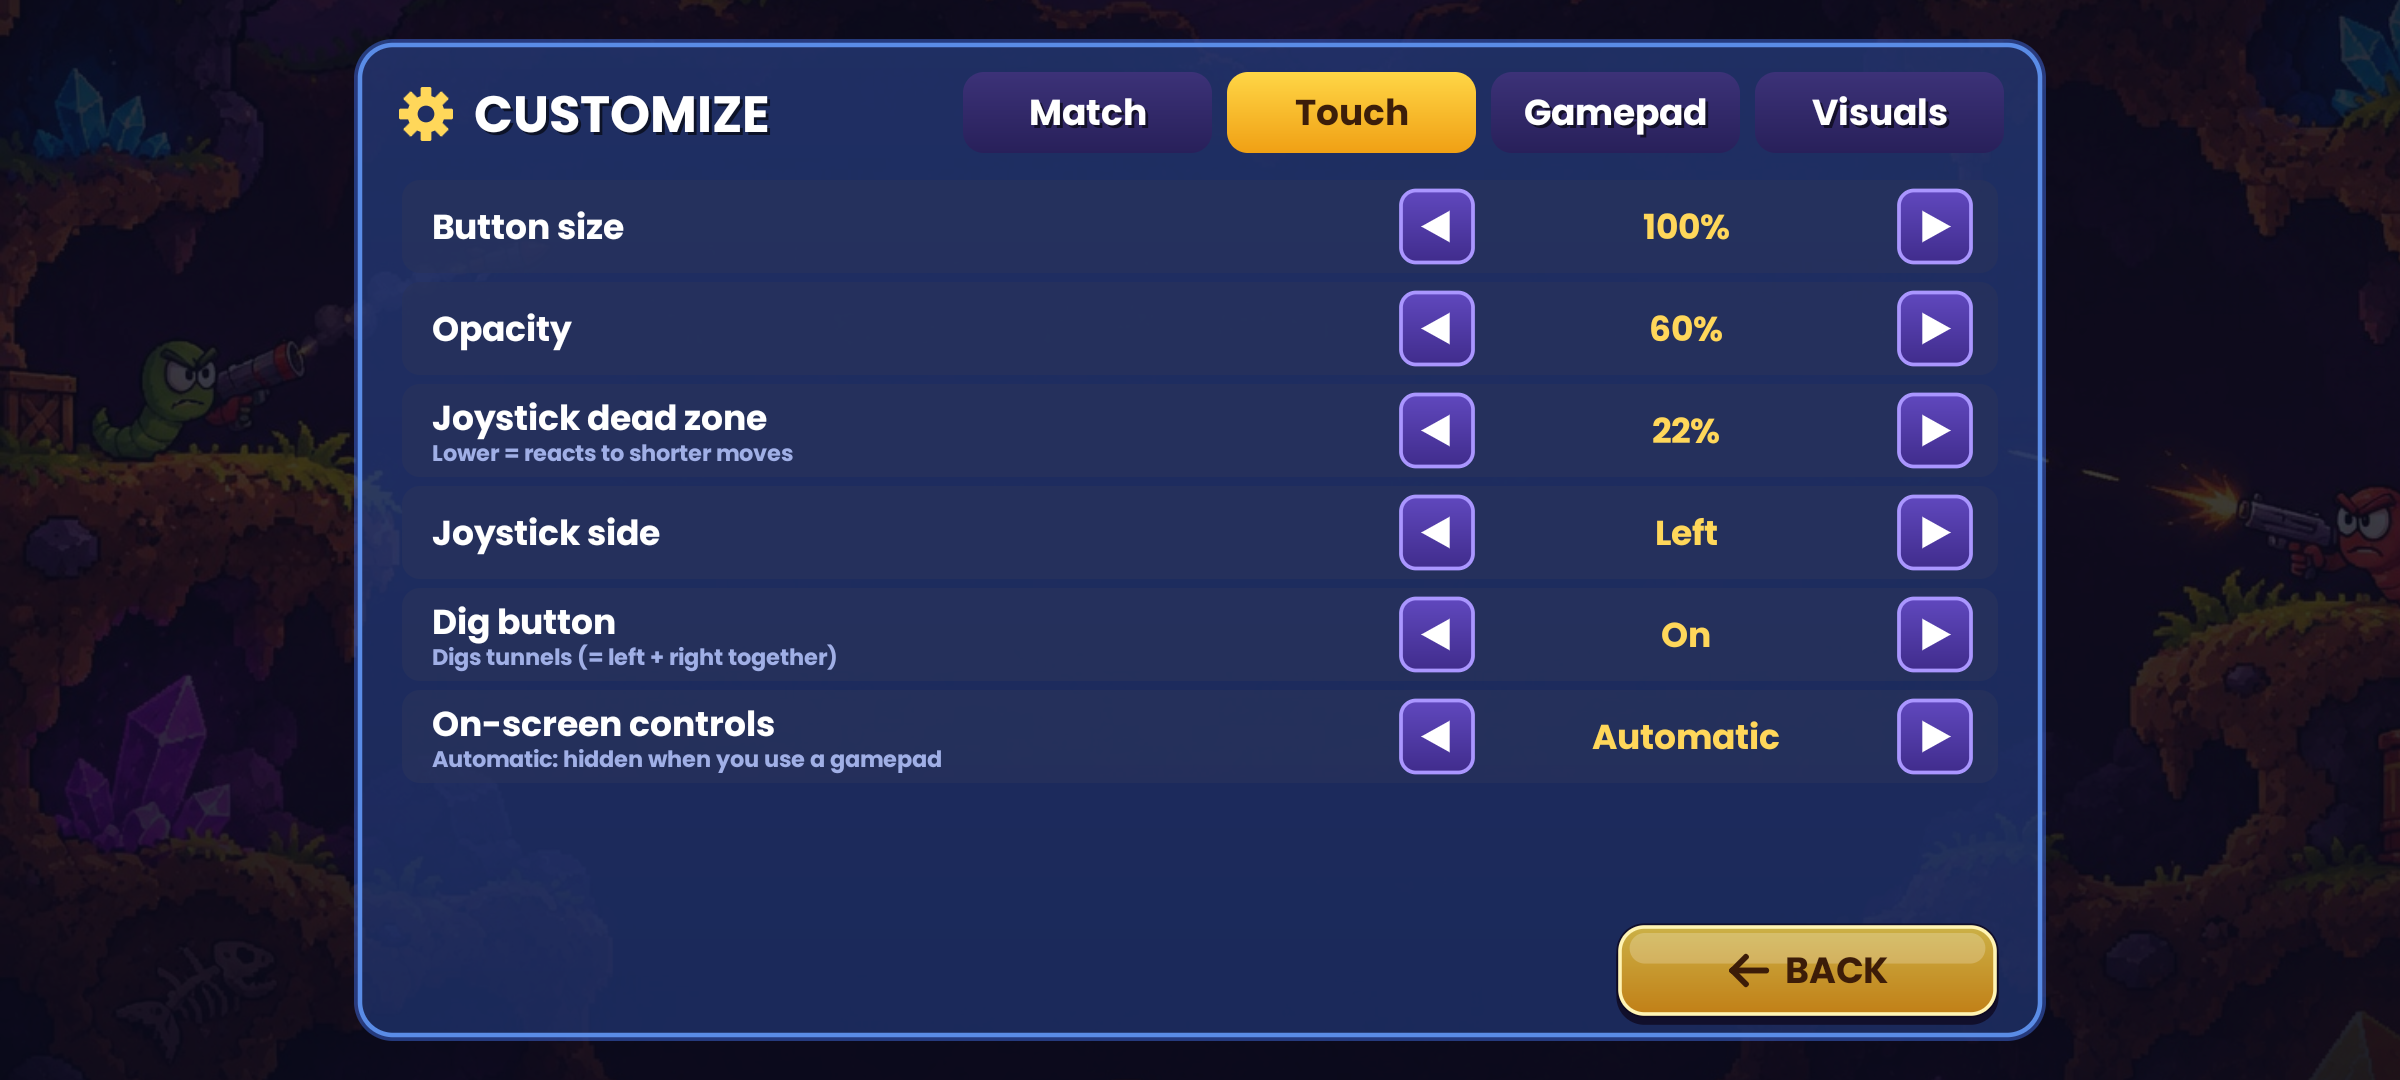 CUSTOMIZE
Match
Touch
Gamepad
Visuals
Button size
100%
Opacity
60%
Joystick dead zone
Lower = reacts to shorter moves
22%
Joystick side
Left
Dig button
Digs tunnels (= left + right together)
On
On-screen controls
Automatic: hidden when you use a gamepad
Automatic
BACK